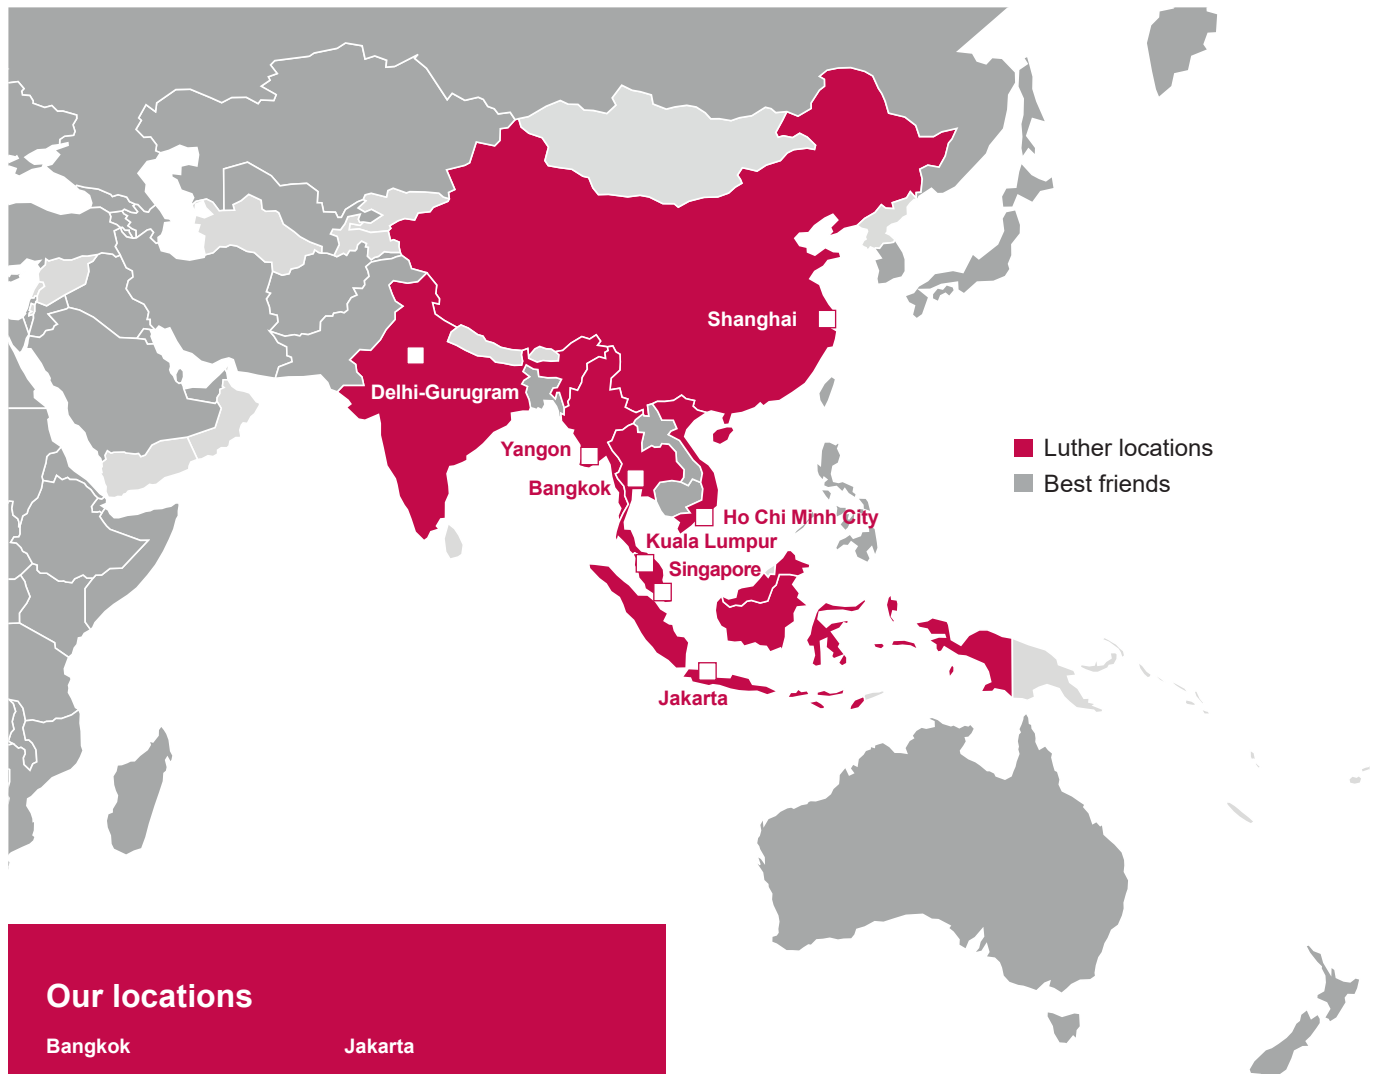 Shanghai
Delhi-Gurugram
Yangon
Bangkok
Ho Chi Minh City
Kuala Lumpur
Singapore
Jakarta
Luther locations
Best friends
Our locations
Bangkok
Jakarta